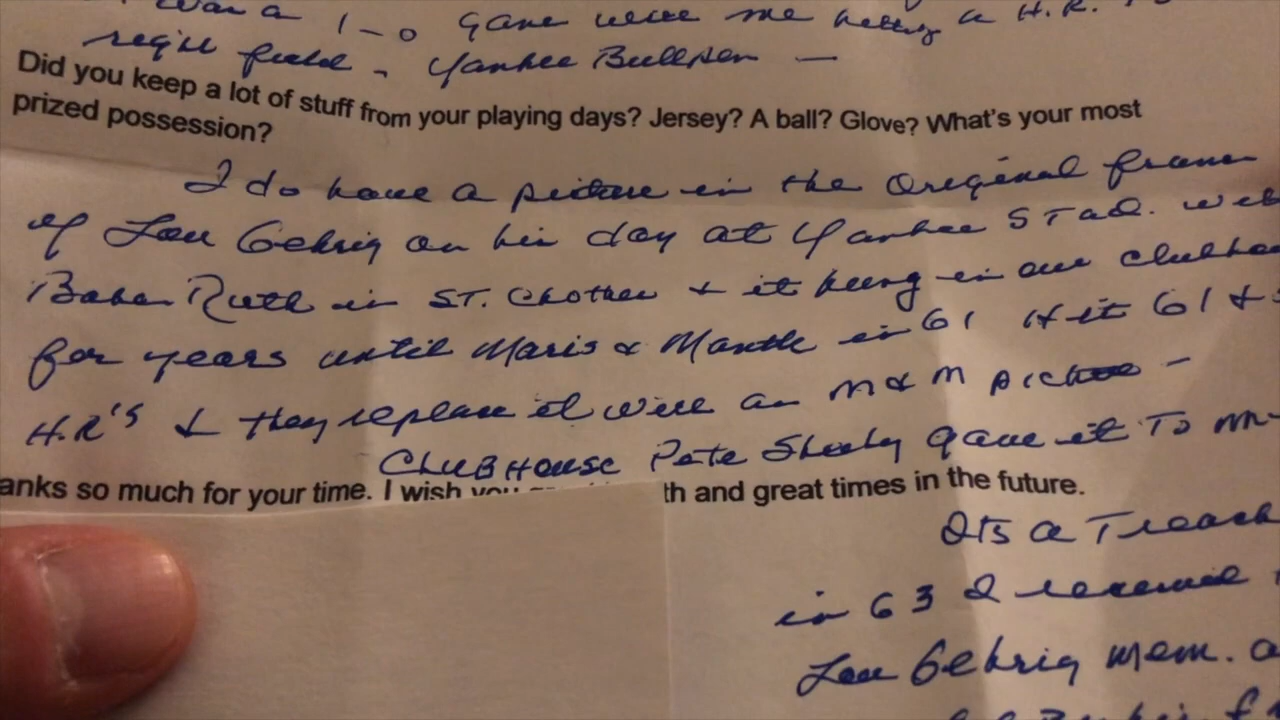 was a 1-0 game were me hitting a H.R.
right field - Yankee Bullpen —
Did you keep a lot of stuff from your playing days? Jersey? A ball? Glove? What's your most
prized possession?
I do have a picture in the original frame
of Lou Gehrig on his day at Yankee Stad. with
Babe Ruth in ST. Clothes & it hung in our clubhou
for years until Maris & Mantle in 61 Hit 61 &
H.R'S & they replace it with an M & M picture -
CLUBHOUSE Pete Sheehy gave it To
anks so much for your time. I wish you th and great times in the future.
Its a Treas
in 63 I received
Lou Gehrig mem. a